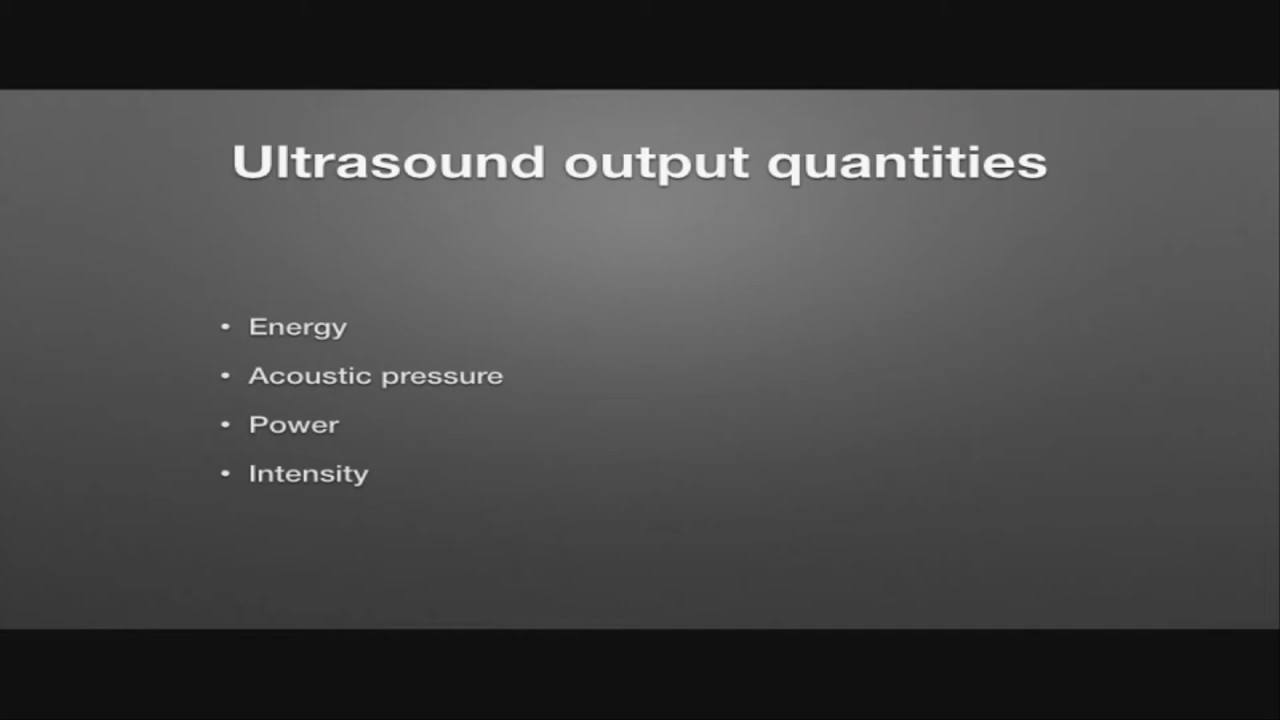 Ultrasound output quantities
• Energy
• Acoustic pressure
• Power
• Intensity